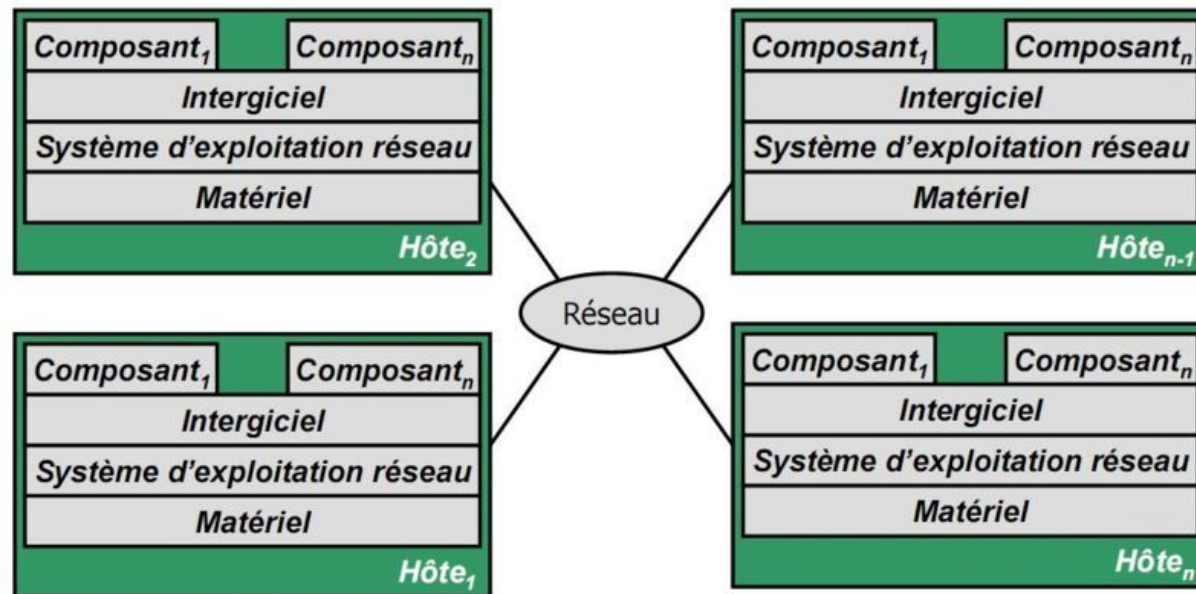 Composant₁ Composantₙ
Intergiciel
Système d'exploitation réseau
Matériel
Hôte₂
Composant₁ Composantₙ
Intergiciel
Système d'exploitation réseau
Matériel
Hôteₙ₋₁
Réseau
Composant₁ Composantₙ
Intergiciel
Système d'exploitation réseau
Matériel
Hôte₁
Composant₁ Composantₙ
Intergiciel
Système d'exploitation réseau
Matériel
Hôteₙ